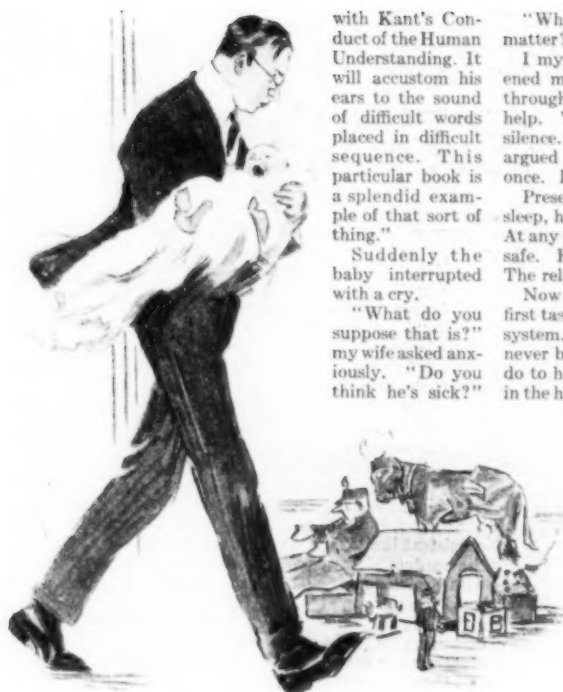 with Kant's Con-
duct of the Human
Understanding. It
will accustom his
ears to the sound
of difficult words
placed in difficult
sequence. This
particular book is
a splendid exam-
ple of that sort of
thing."
Suddenly the
baby interrupted
with a cry.
"What do you
suppose that is?"
my wife asked anx-
iously. "Do you
think he's sick?"
"Wh
matter?
I my
ened m
through
help.
silence.
argued
once.
Prese
sleep, h
At any
safe.
The rel
Now
first tas
system.
never b
do to h
in the h
B B